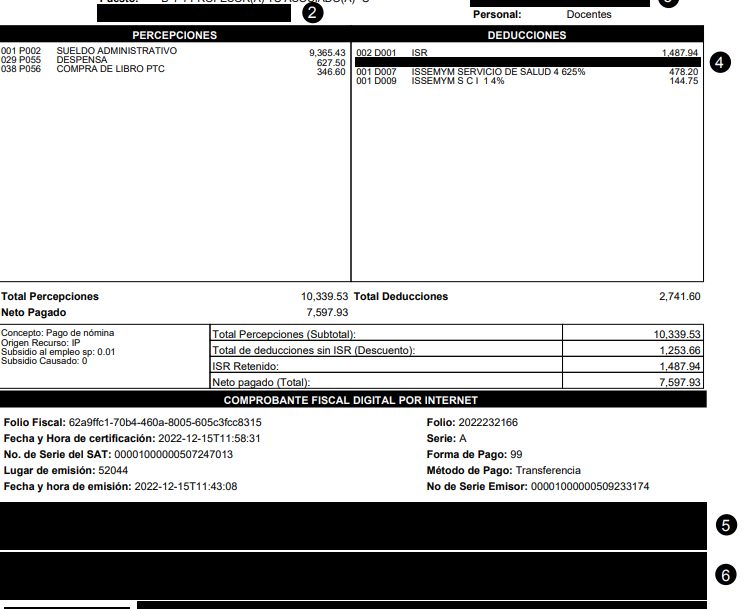 Puesto:
2
Personal: Docentes
PERCEPCIONES DEDUCCIONES
001 P002 SUELDO ADMINISTRATIVO 9,365.43 002 D001 ISR 1,487.94
029 P055 DESPENSA 627.50
4
038 P056 COMPRA DE LIBRO PTC 346.60 001 D007 ISSEMYM SERVICIO DE SALUD 4 625% 478.20
001 D009 ISSEMYM S C I 1 4% 144.75
Total Percepciones 10,339.53 Total Deducciones 2,741.60
Neto Pagado 7,597.93
Concepto: Pago de nómina
Origen Recurso: IP
Subsidio al empleo sp: 0.01
Subsidio Causado: 0
Total Percepciones (Subtotal): 10,339.53
Total de deducciones sin ISR (Descuento): 1,253.66
ISR Retenido: 1,487.94
Neto pagado (Total): 7,597.93
COMPROBANTE FISCAL DIGITAL POR INTERNET
Folio Fiscal: 62a9ffc1-70b4-460a-8005-605c3fcc8315 Folio: 2022232166
Fecha y Hora de certificación: 2022-12-15T11:58:31 Serie: A
No. de Serie del SAT: 00001000000507247013 Forma de Pago: 99
Lugar de emisión: 52044 Método de Pago: Transferencia
Fecha y hora de emisión: 2022-12-15T11:43:08 No de Serie Emisor: 00001000000509233174
5
6